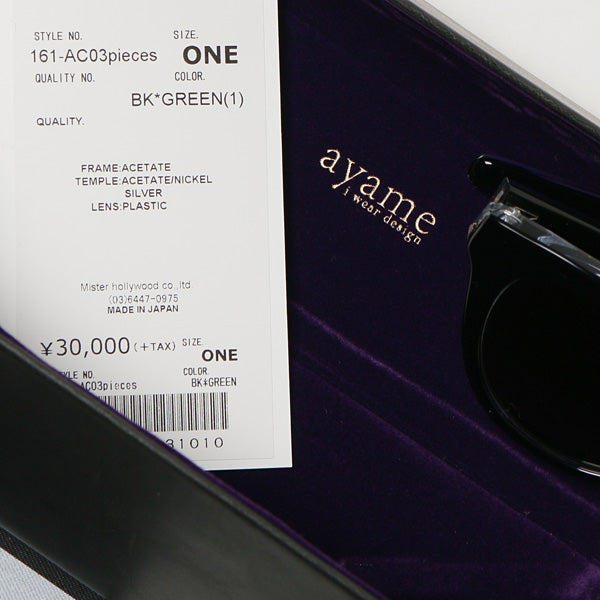 STYLE NO. SIZE.
161-AC03pieces ONE
QUALITY NO. COLOR.
BK*GREEN(1)
QUALITY.
FRAME:ACETATE
TEMPLE:ACETATE/NICKEL
SILVER
LENS:PLASTIC
Mister hollywood co.,ltd.
(03)6447-0975
MADE IN JAPAN
¥30,000 (+TAX) SIZE. ONE
NO. COLOR.
AC03pieces BK*GREEN
31010
ayame
i wear design